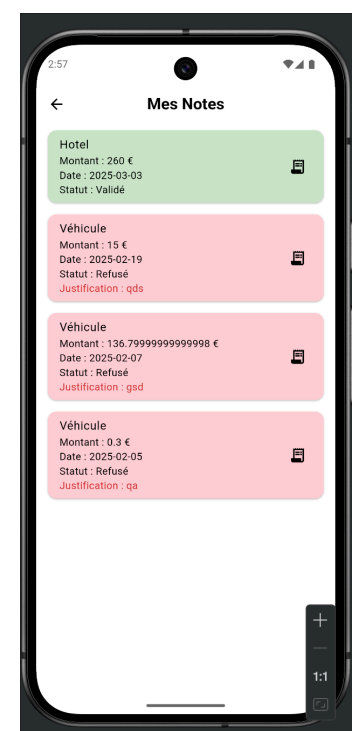 2:57
Mes Notes
Hotel
Montant : 260 €
Date : 2025-03-03
Statut : Validé
Véhicule
Montant : 15 €
Date : 2025-02-19
Statut : Refusé
Justification : qds
Véhicule
Montant : 136.79999999999998 €
Date : 2025-02-07
Statut : Refusé
Justification : gsd
Véhicule
Montant : 0.3 €
Date : 2025-02-05
Statut : Refusé
Justification : qa
1:1